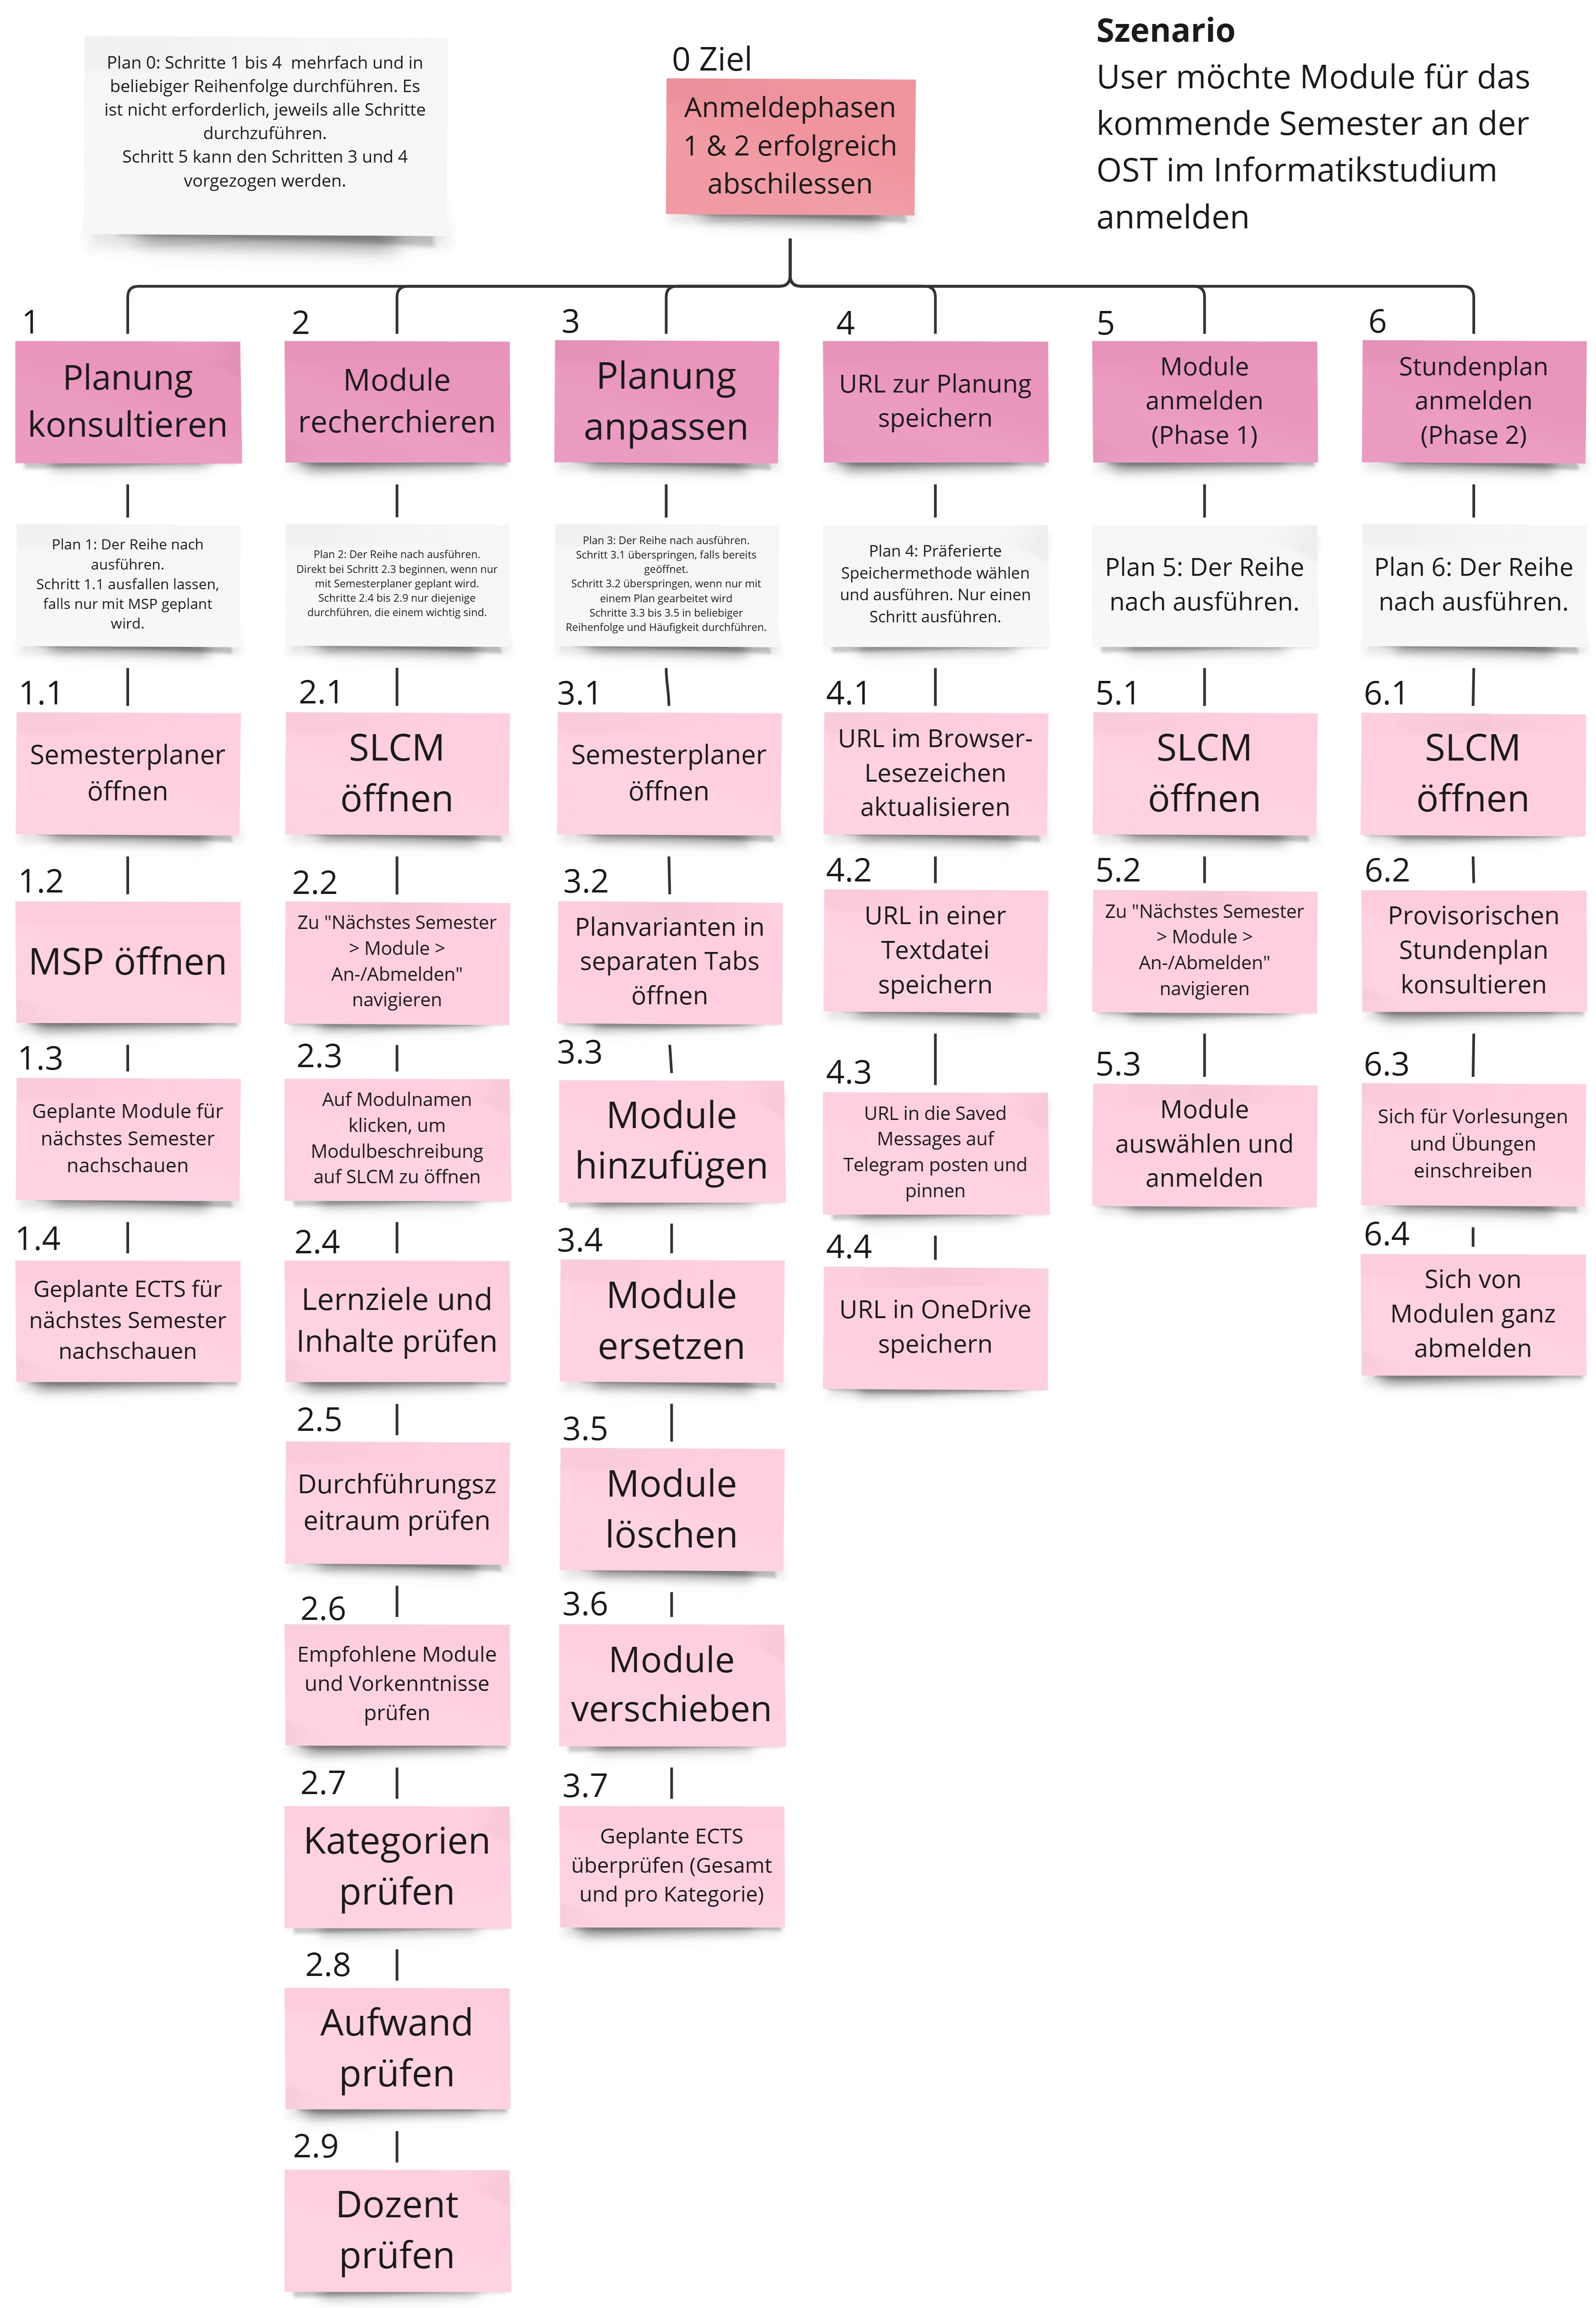 Plan 0: Schritte 1 bis 4 mehrfach und in
beliebiger Reihenfolge durchführen. Es
ist nicht erforderlich, jeweils alle Schritte
durchzuführen.
Schritt 5 kann den Schritten 3 und 4
vorgezogen werden.
0 Ziel
Anmeldephasen
1 & 2 erfolgreich
abschilessen
Szenario
User möchte Module für das
kommende Semester an der
OST im Informatikstudium
anmelden
1
Planung
konsultieren
Plan 1: Der Reihe nach
ausführen.
Schritt 1.1 ausfallen lassen,
falls nur mit MSP geplant
wird.
1.1
Semesterplaner
öffnen
1.2
MSP öffnen
1.3
Geplante Module für
nächstes Semester
nachschauen
1.4
Geplante ECTS für
nächstes Semester
nachschauen
2
Module
recherchieren
Plan 2: Der Reihe nach ausführen.
Direkt bei Schritt 2.3 beginnen, wenn nur
mit Semesterplaner geplant wird.
Schritte 2.4 bis 2.9 nur diejenige
durchführen, die einem wichtig sind.
2.1
SLCM
öffnen
2.2
Zu "Nächstes Semester
> Module >
An-/Abmelden"
navigieren
2.3
Auf Modulnamen
klicken, um
Modulbeschreibung
auf SLCM zu öffnen
2.4
Lernziele und
Inhalte prüfen
2.5
Durchführungsz
eitraum prüfen
2.6
Empfohlene Module
und Vorkenntnisse
prüfen
2.7
Kategorien
prüfen
2.8
Aufwand
prüfen
2.9
Dozent
prüfen
3
Planung
anpassen
Plan 3: Der Reihe nach ausführen.
Schritt 3.1 überspringen, falls bereits
geöffnet.
Schritt 3.2 überspringen, wenn nur mit
einem Plan gearbeitet wird
Schritte 3.3 bis 3.5 in beliebiger
Reihenfolge und Häufigkeit durchführen.
3.1
Semesterplaner
öffnen
3.2
Planvarianten in
separaten Tabs
öffnen
3.3
Module
hinzufügen
3.4
Module
ersetzen
3.5
Module
löschen
3.6
Module
verschieben
3.7
Geplante ECTS
überprüfen (Gesamt
und pro Kategorie)
4
URL zur Planung
speichern
Plan 4: Präferierte
Speichermethode wählen
und ausführen. Nur einen
Schritt ausführen.
4.1
URL im Browser-
Lesezeichen
aktualisieren
4.2
URL in einer
Textdatei
speichern
4.3
URL in die Saved
Messages auf
Telegram posten und
pinnen
4.4
URL in OneDrive
speichern
5
Module
anmelden
(Phase 1)
Plan 5: Der Reihe
nach ausführen.
5.1
SLCM
öffnen
5.2
Zu "Nächstes Semester
> Module >
An-/Abmelden"
navigieren
5.3
Module
auswählen und
anmelden
6
Stundenplan
anmelden
(Phase 2)
Plan 6: Der Reihe
nach ausführen.
6.1
SLCM
öffnen
6.2
Provisorischen
Stundenplan
konsultieren
6.3
Sich für Vorlesungen
und Übungen
einschreiben
6.4
Sich von
Modulen ganz
abmelden